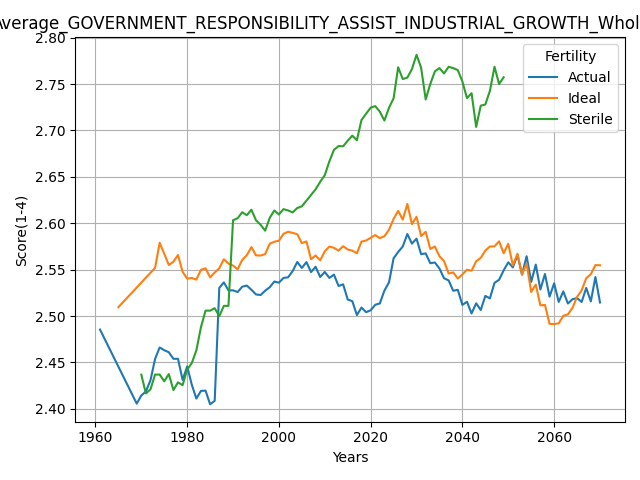 verage_GOVERNMENT_RESPONSIBILITY_ASSIST_INDUSTRIAL_GROWTH_Whol
2.80
2.75
2.70
2.65
2.60
2.55
2.50
2.45
2.40
Score(1-4)
Fertility
Actual
Ideal
Sterile
1960 1980 2000 2020 2040 2060
Years